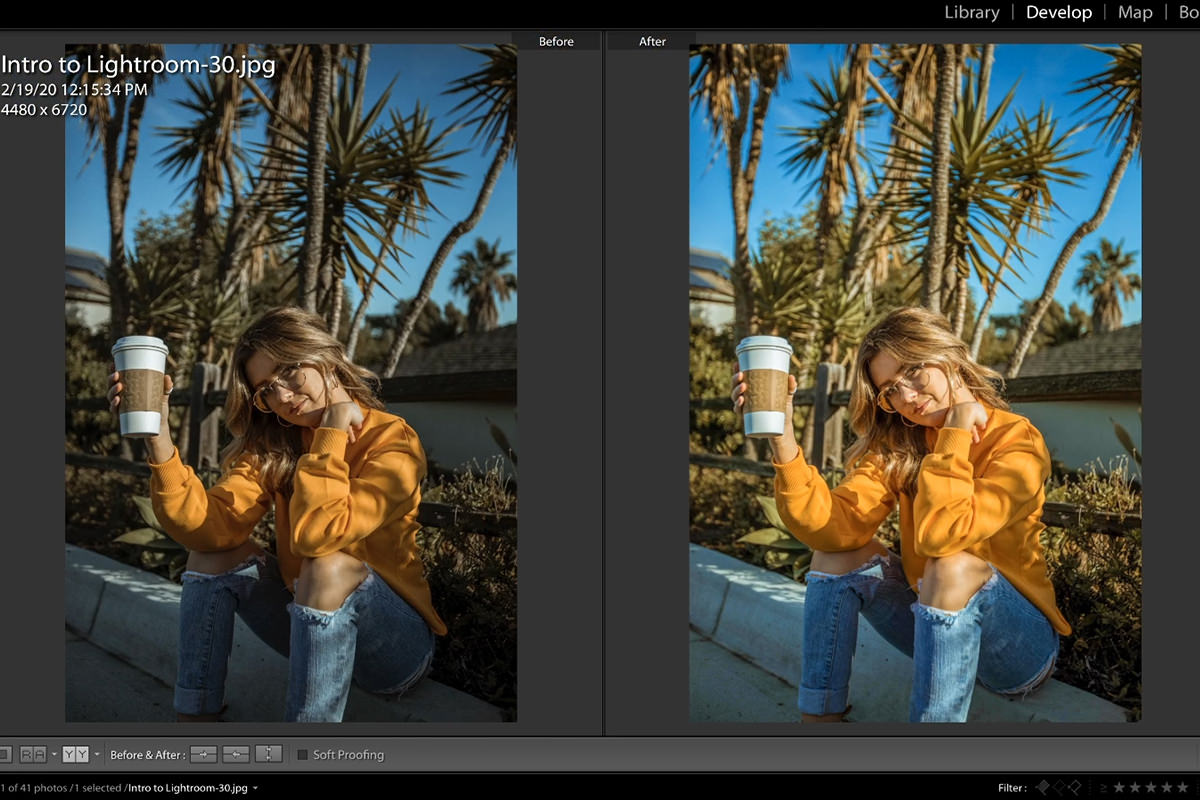 Library | Develop | Map | Bo
Before
After
Intro to Lightroom-30.jpg
2/19/20 12:15:34 PM
4480 x 6720
R A Y Y Before & After : Soft Proofing
1 of 41 photos /1 selected /Intro to Lightroom-30.jpg
Filter : ≥